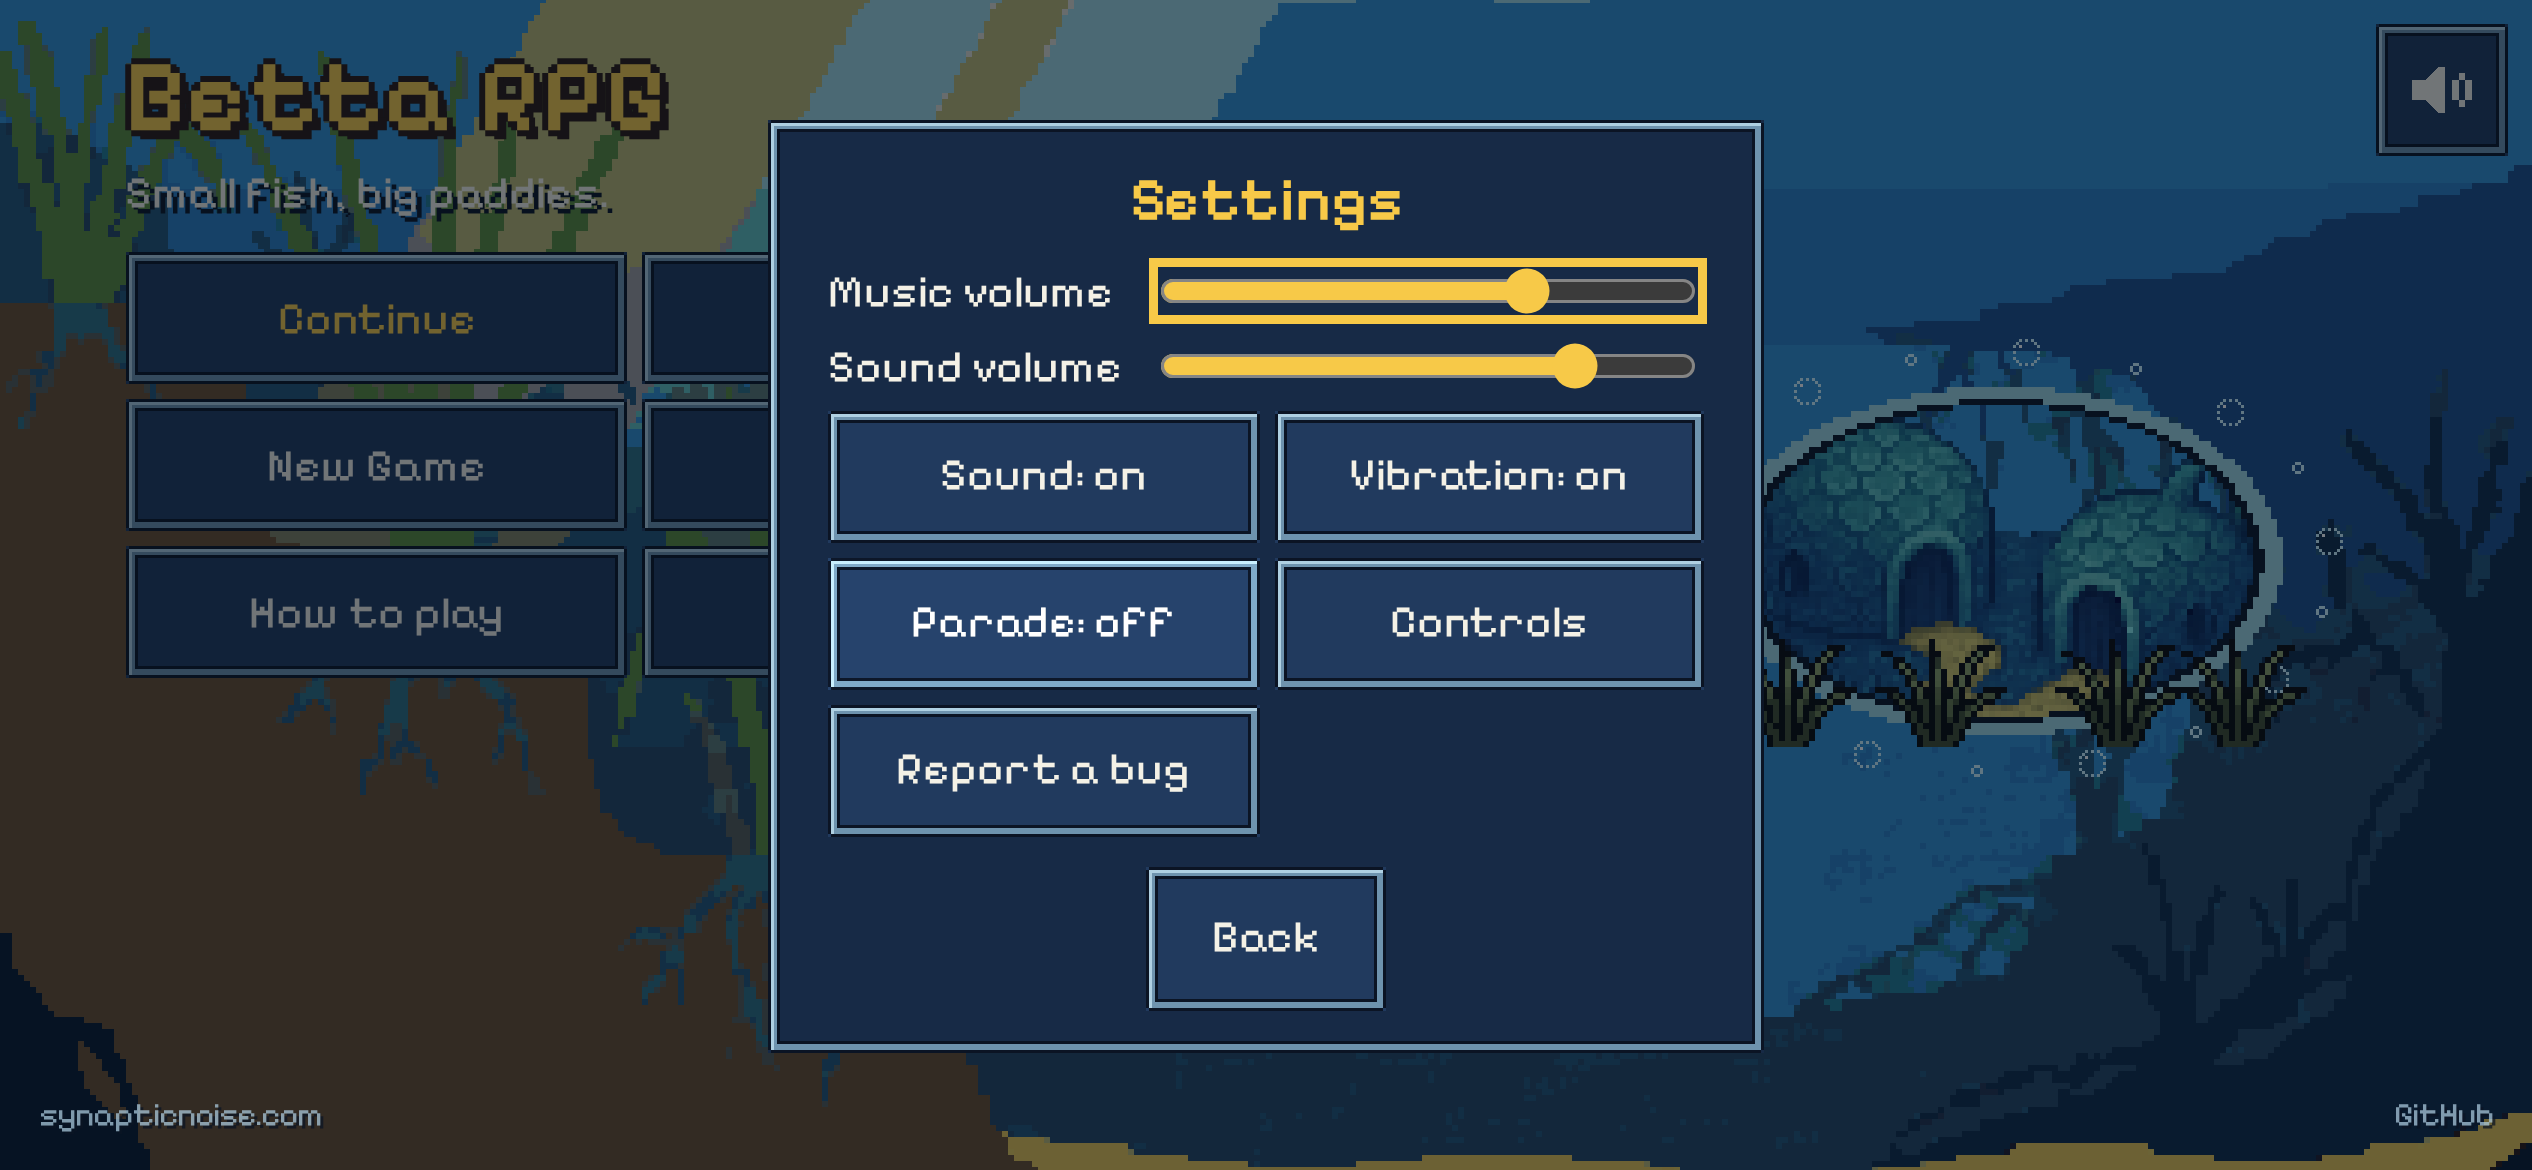 Betta RPG
Small fish, big paddies.
Continue
New Game
How to play
Settings
Music volume
Sound volume
Sound: on
Vibration: on
Parade: off
Controls
Report a bug
Back
synapticnoise.com
GitHub